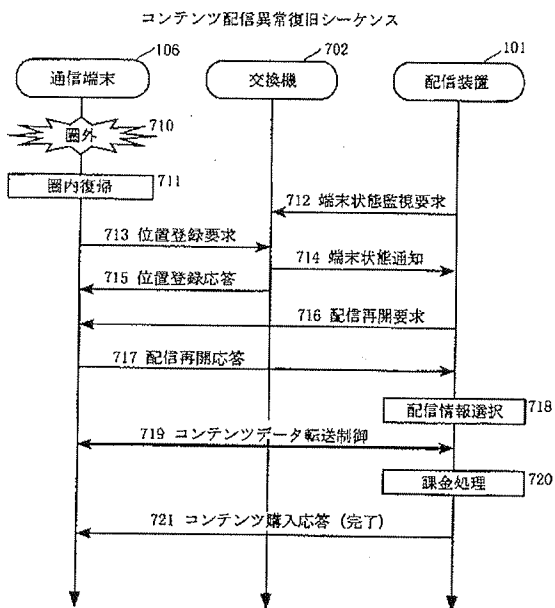 コンテンツ配信異常復旧シーケンス
106
702
101
通信端末
交換機
配信装置
圏外
710
圏内復帰
711
712 端末状態監視要求
713 位置登録要求
714 端末状態通知
715 位置登録応答
716 配信再開要求
717 配信再開応答
配信情報選択
718
719 コンテンツデータ転送制御
課金処理
720
721 コンテンツ購入応答 (完了)